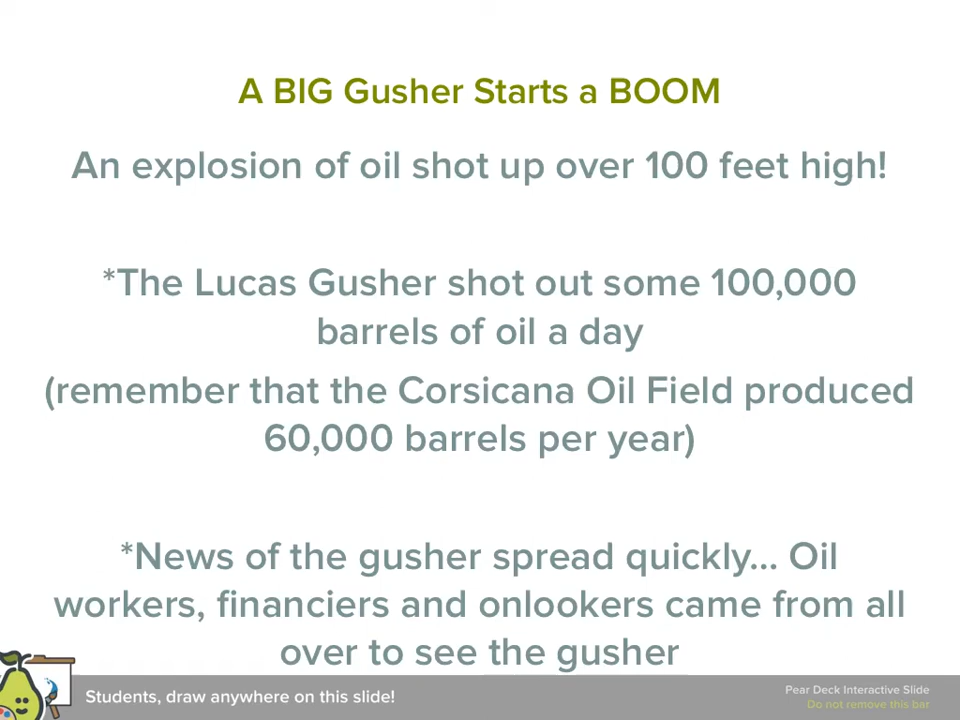 A BIG Gusher Starts a BOOM
An explosion of oil shot up over 100 feet high!
*The Lucas Gusher shot out some 100,000
barrels of oil a day
(remember that the Corsicana Oil Field produced
60,000 barrels per year)
*News of the gusher spread quickly... Oil
workers, financiers and onlookers came from all
over to see the gusher
Students, draw anywhere on this slide!
Pear Deck Interactive Slide
Do not remove this bar